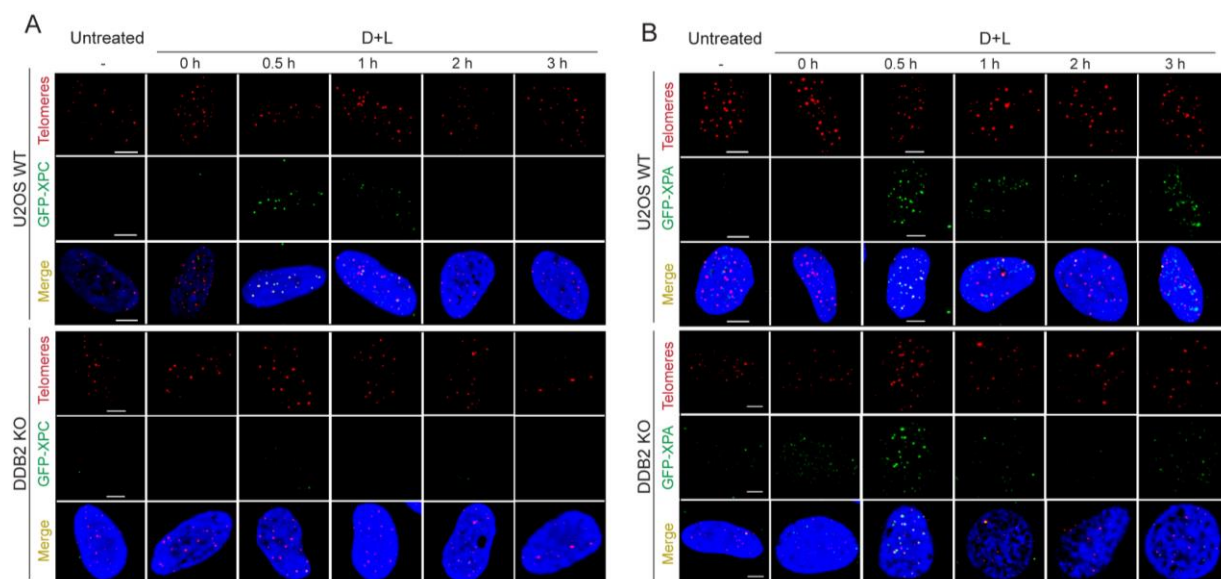 A
Untreated
D+L
-
0 h
0.5 h
1 h
2 h
3 h
U2OS WT
Telomeres
GFP-XPC
Merge
DDB2 KO
Telomeres
GFP-XPC
Merge
B
Untreated
D+L
-
0 h
0.5 h
1 h
2 h
3 h
U2OS WT
Telomeres
GFP-XPA
Merge
DDB2 KO
Telomeres
GFP-XPA
Merge